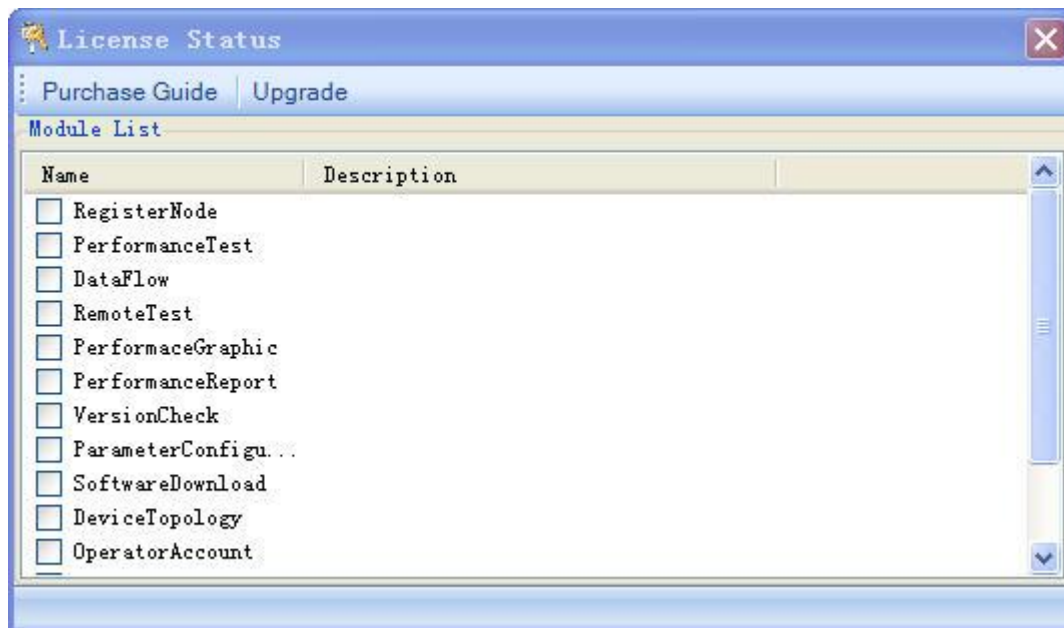 License Status
Purchase Guide Upgrade
Module List
Name Description
RegisterNode
PerformanceTest
DataFlow
RemoteTest
PerformaceGraphic
PerformanceReport
VersionCheck
ParameterConfigu...
SoftwareDownload
DeviceTopology
OperatorAccount